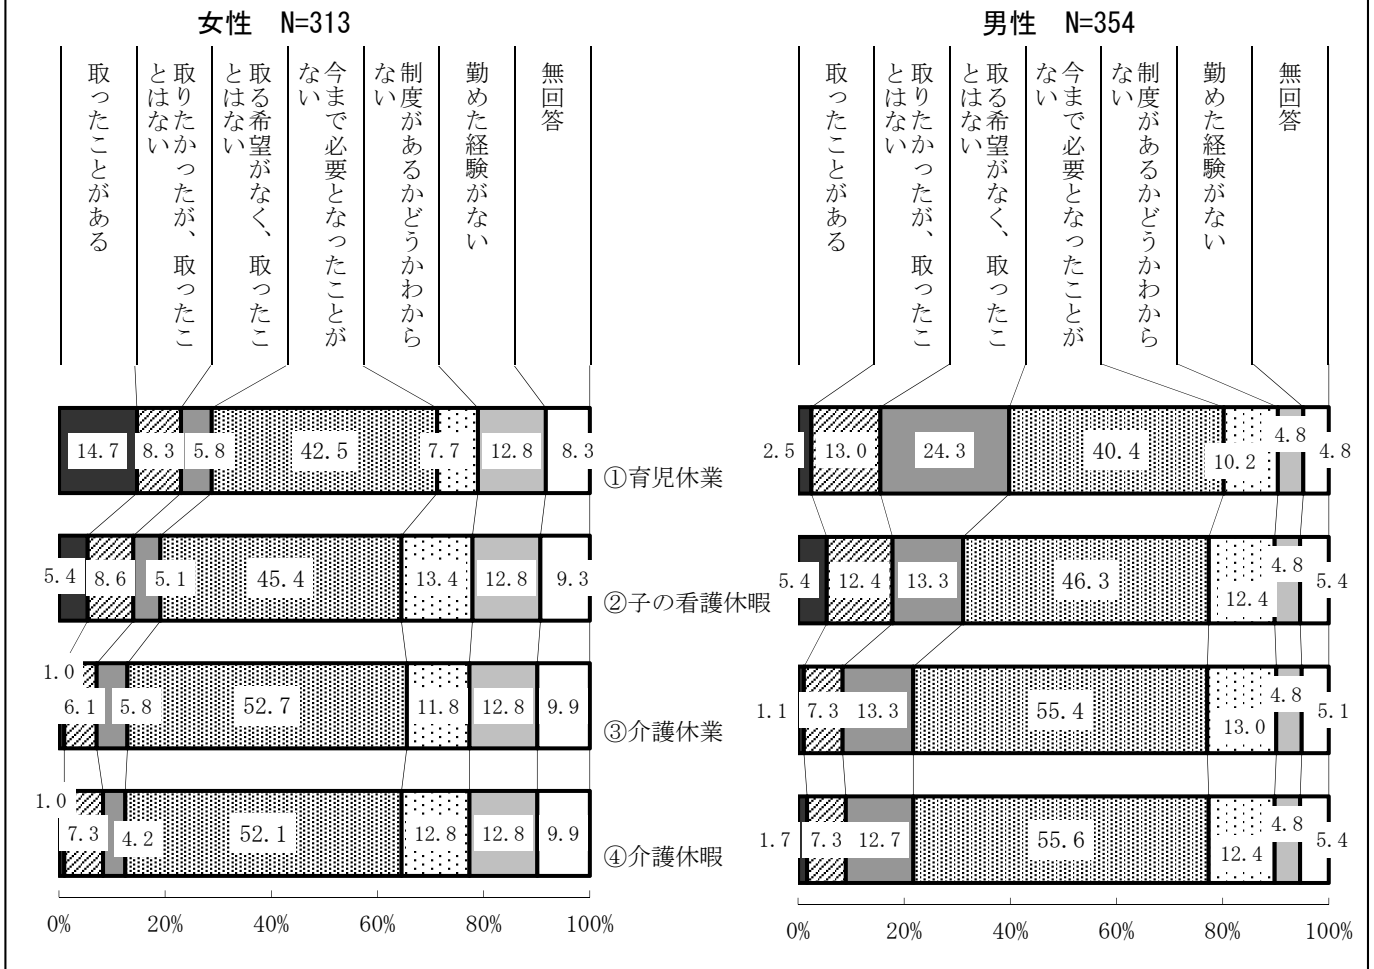 女性　N=313
取ったことがある
取りたかったが、取ったこ
とはない
取る希望がなく、取ったこ
とはない
今まで必要となったことが
ない
制度があるかどうかわから
ない
勤めた経験がない
無回答
14.7 8.3 5.8 42.5 7.7 12.8 8.3
①育児休業
5.4 8.6 5.1 45.4 13.4 12.8 9.3
②子の看護休暇
1.0 6.1 5.8 52.7 11.8 12.8 9.9
③介護休業
1.0 7.3 4.2 52.1 12.8 12.8 9.9
④介護休暇
0% 20% 40% 60% 80% 100%
男性　N=354
取ったことがある
取りたかったが、取ったこ
とはない
取る希望がなく、取ったこ
とはない
今まで必要となったことが
ない
制度があるかどうかわから
ない
勤めた経験がない
無回答
2.5 13.0 24.3 40.4 10.2 4.8 4.8
5.4 12.4 13.3 46.3 12.4 4.8 5.4
1.1 7.3 13.3 55.4 13.0 4.8 5.1
1.7 7.3 12.7 55.6 12.4 4.8 5.4
0% 20% 40% 60% 80% 100%